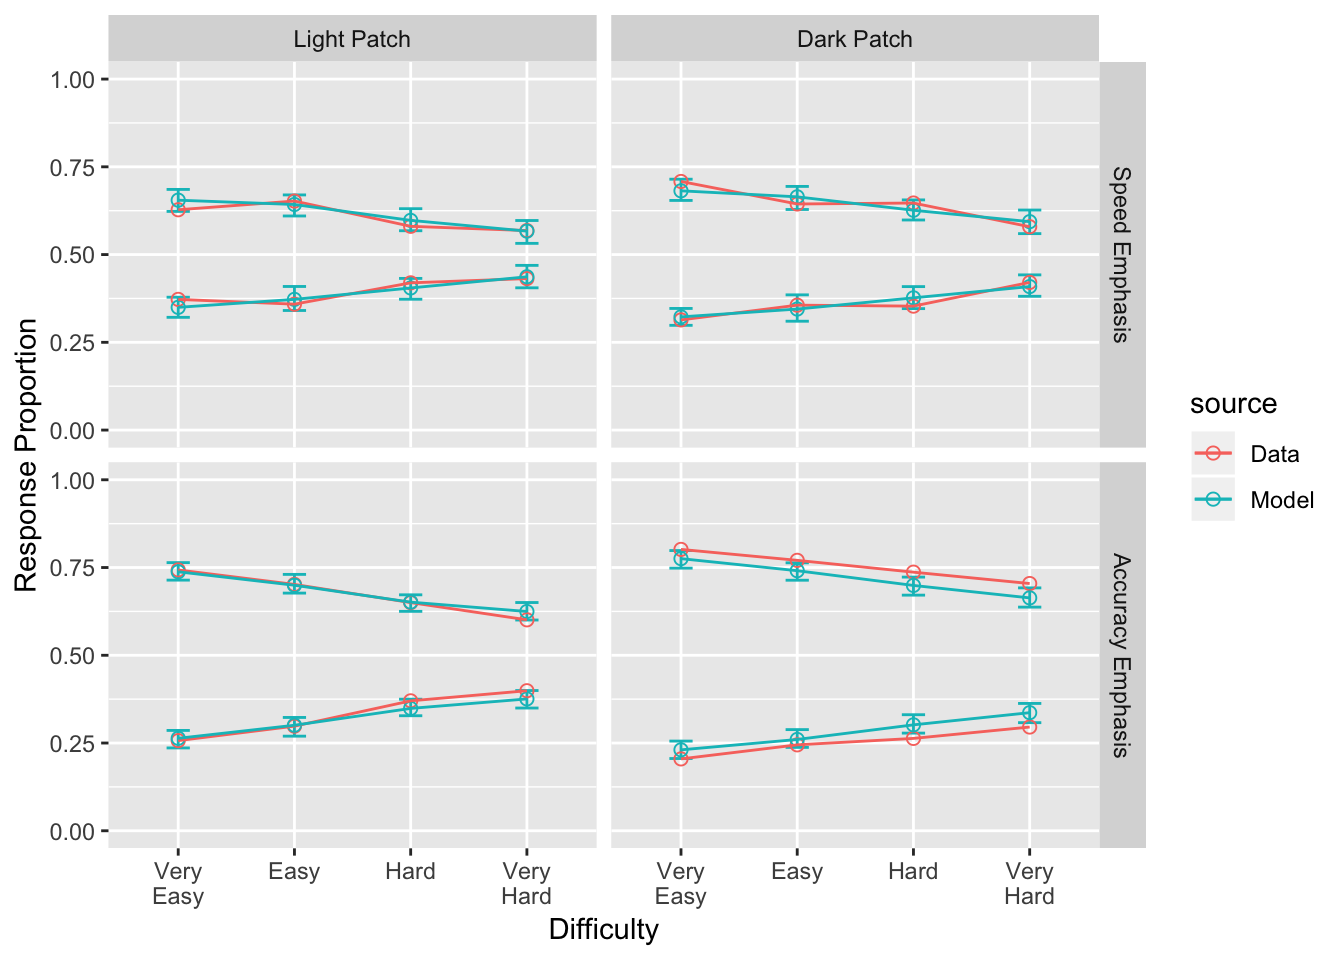 Light Patch
Dark Patch
1.00
0.75
0.50
0.25
0.00
Speed Emphasis
1.00
0.75
0.50
0.25
0.00
Accuracy Emphasis
Response Proportion
Very
Easy
Easy
Hard
Very
Hard
Very
Easy
Easy
Hard
Very
Hard
Difficulty
source
Data
Model